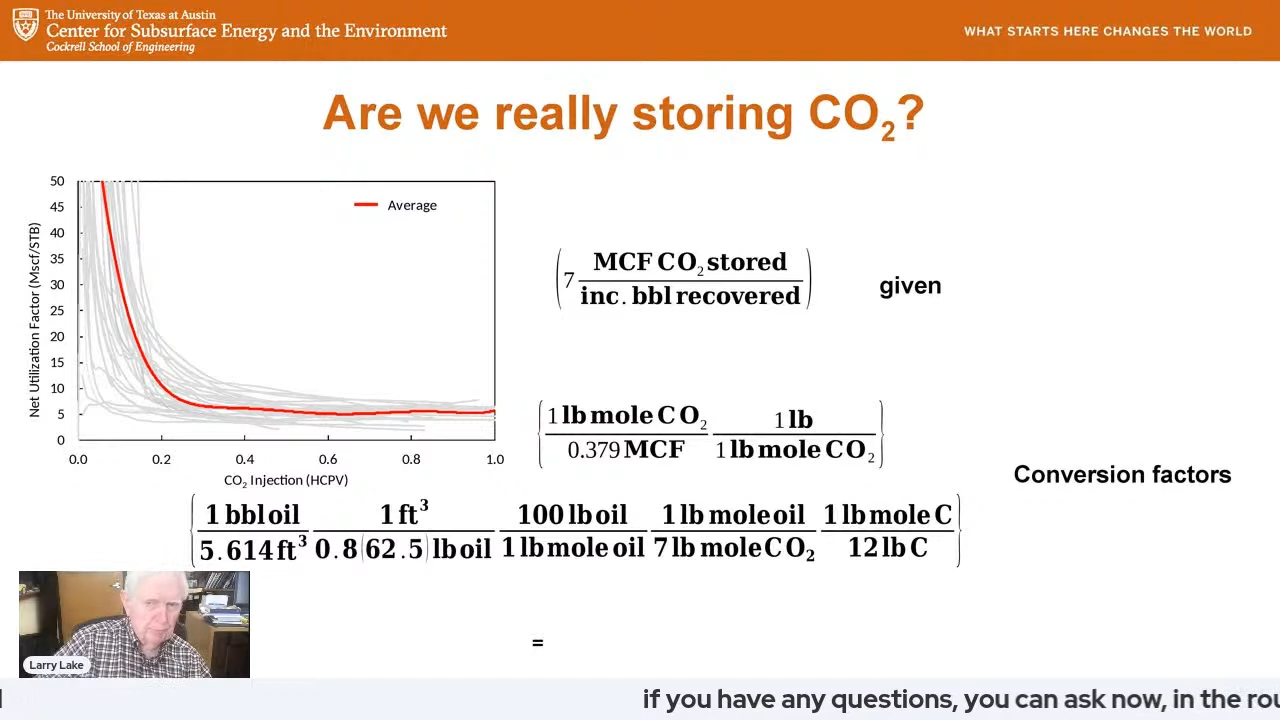 The University of Texas at Austin
Center for Subsurface Energy and the Environment
Cockrell School of Engineering
WHAT STARTS HERE CHANGES THE WORLD
Are we really storing CO₂?
50
45
40
35
30
25
20
15
10
5
0
Net Utilization Factor (Mscf/STB)
Average
0.0 0.2 0.4 0.6 0.8 1.0
CO₂ Injection (HCPV)
(7 MCF CO₂ stored / inc. bbl recovered)
given
{1 lb mole CO₂ / 0.379 MCF 1 lb / 1 lb mole CO₂}
Conversion factors
{1 bbl oil / 5.614 ft³ 1 ft³ / 0.8(62.5) lb oil 100 lb oil / 1 lb mole oil 1 lb mole oil / 7 lb mole CO₂ 1 lb mole C / 12 lb C}
=
Larry Lake
if you have any questions, you can ask now, in the rou